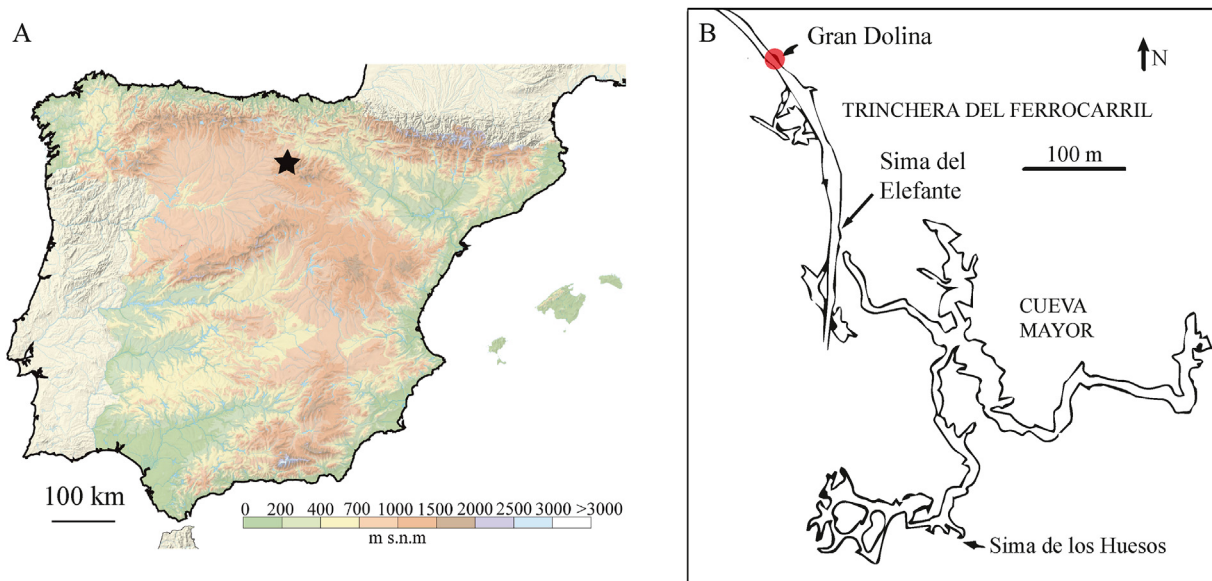 A
100 km
0 200 400 700 1000 1500 2000 2500 3000 >3000
m s.n.m
B
Gran Dolina
N
TRINCHERA DEL FERROCARRIL
100 m
Sima del
Elefante
CUEVA
MAYOR
Sima de los Huesos